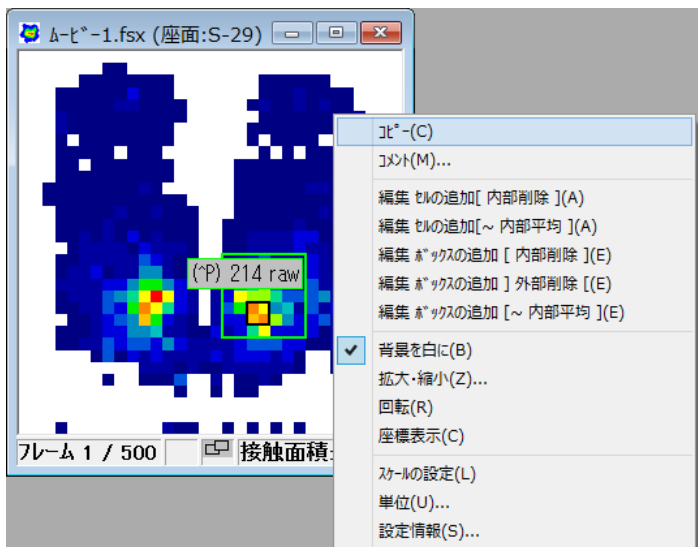 ﾑｰﾋﾞｰ1.fsx (座面:S-29)
(^P) 214 raw
フレーム 1 / 500
接触面積:
ｺﾋﾟｰ(C)
ｺﾒﾝﾄ(M)...
編集 ｾﾙの追加[ 内部削除 ](A)
編集 ｾﾙの追加[~ 内部平均 ](A)
編集 ﾎﾞｯｸｽの追加 [ 内部削除 ](E)
編集 ﾎﾞｯｸｽの追加 ] 外部削除 [(E)
編集 ﾎﾞｯｸｽの追加 [~ 内部平均 ](E)
背景を白に(B)
拡大･縮小(Z)...
回転(R)
座標表示(C)
ｽｹｰﾙの設定(L)
単位(U)...
設定情報(S)...